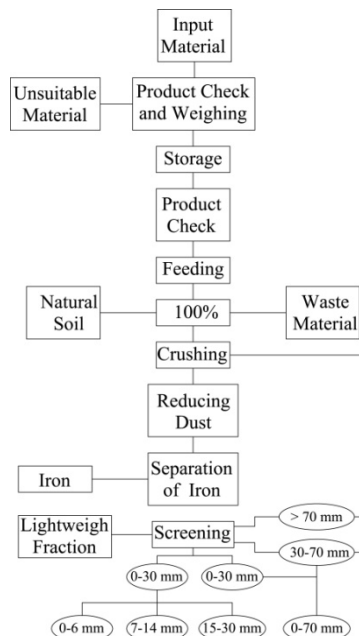 Input
Material
Unsuitable
Material
Product Check
and Weighing
Storage
Product
Check
Feeding
Natural
Soil
100%
Waste
Material
Crushing
Reducing
Dust
Iron
Separation
of Iron
Lightweigh
Fraction
Screening
> 70 mm
30-70 mm
0-30 mm
0-30 mm
0-6 mm
7-14 mm
15-30 mm
0-70 mm